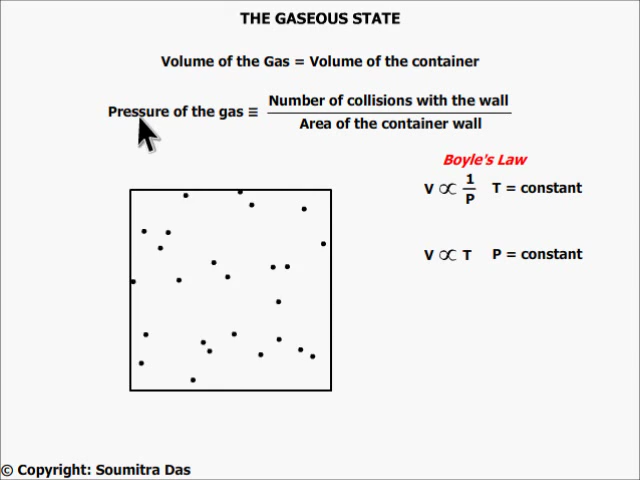 THE GASEOUS STATE
Volume of the Gas = Volume of the container
Pressure of the gas ≡ Number of collisions with the wall
Area of the container wall
Boyle's Law
V ∝ 1/P T = constant
V ∝ T P = constant
© Copyright: Soumitra Das